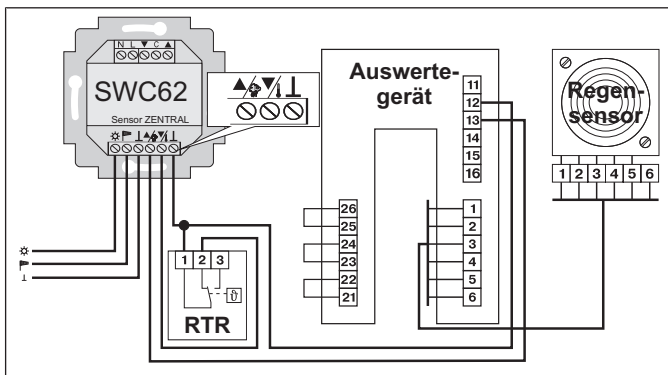 N L ▼ C ▲
SWC62
Sensor ZENTRAL
Auswerte-
gerät
Regen-
sensor
11
12
13
14
15
16
1 2 3 4 5 6
26
25
24
23
22
21
1
2
3
4
5
6
1 2 3
ϑ
RTR